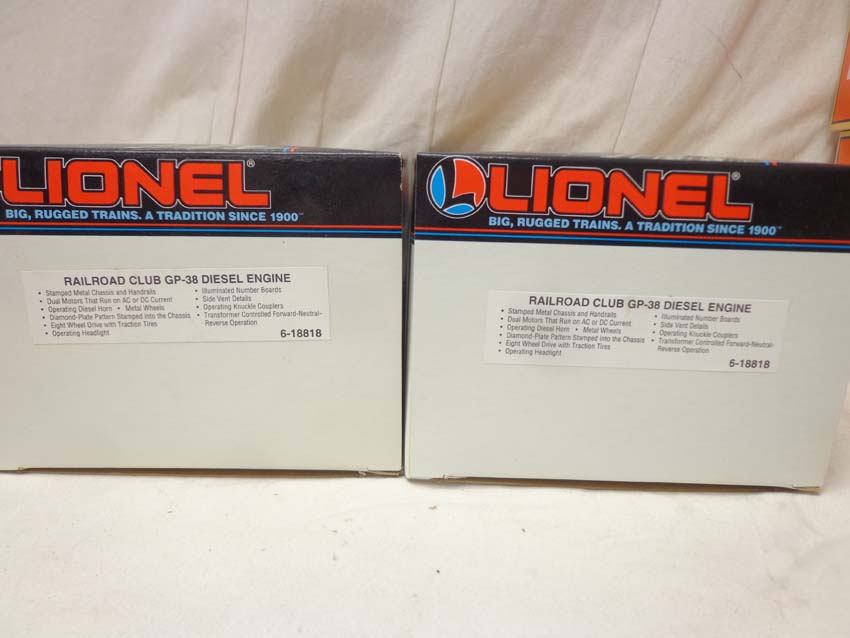 LIONEL®
BIG, RUGGED TRAINS. A TRADITION SINCE 1900™
RAILROAD CLUB GP-38 DIESEL ENGINE
• Stamped Metal Chassis and Handrails
• Dual Motors That Run on AC or DC Current
• Operating Diesel Horn • Metal Wheels
• Diamond-Plate Pattern Stamped into the Chassis
• Eight Wheel Drive with Traction Tires
• Operating Headlight
• Illuminated Number Boards
• Side Vent Details
• Operating Knuckle Couplers
• Transformer Controlled Forward-Neutral-
Reverse Operation
6-18818
L LIONEL®
BIG, RUGGED TRAINS. A TRADITION SINCE 1900™
RAILROAD CLUB GP-38 DIESEL ENGINE
• Stamped Metal Chassis and Handrails
• Dual Motors That Run on AC or DC Current
• Operating Diesel Horn • Metal Wheels
• Diamond-Plate Pattern Stamped into the Chassis
• Eight Wheel Drive with Traction Tires
• Operating Headlight
• Illuminated Number Boards
• Side Vent Details
• Operating Knuckle Couplers
• Transformer Controlled Forward-Neutral-
Reverse Operation
6-18818